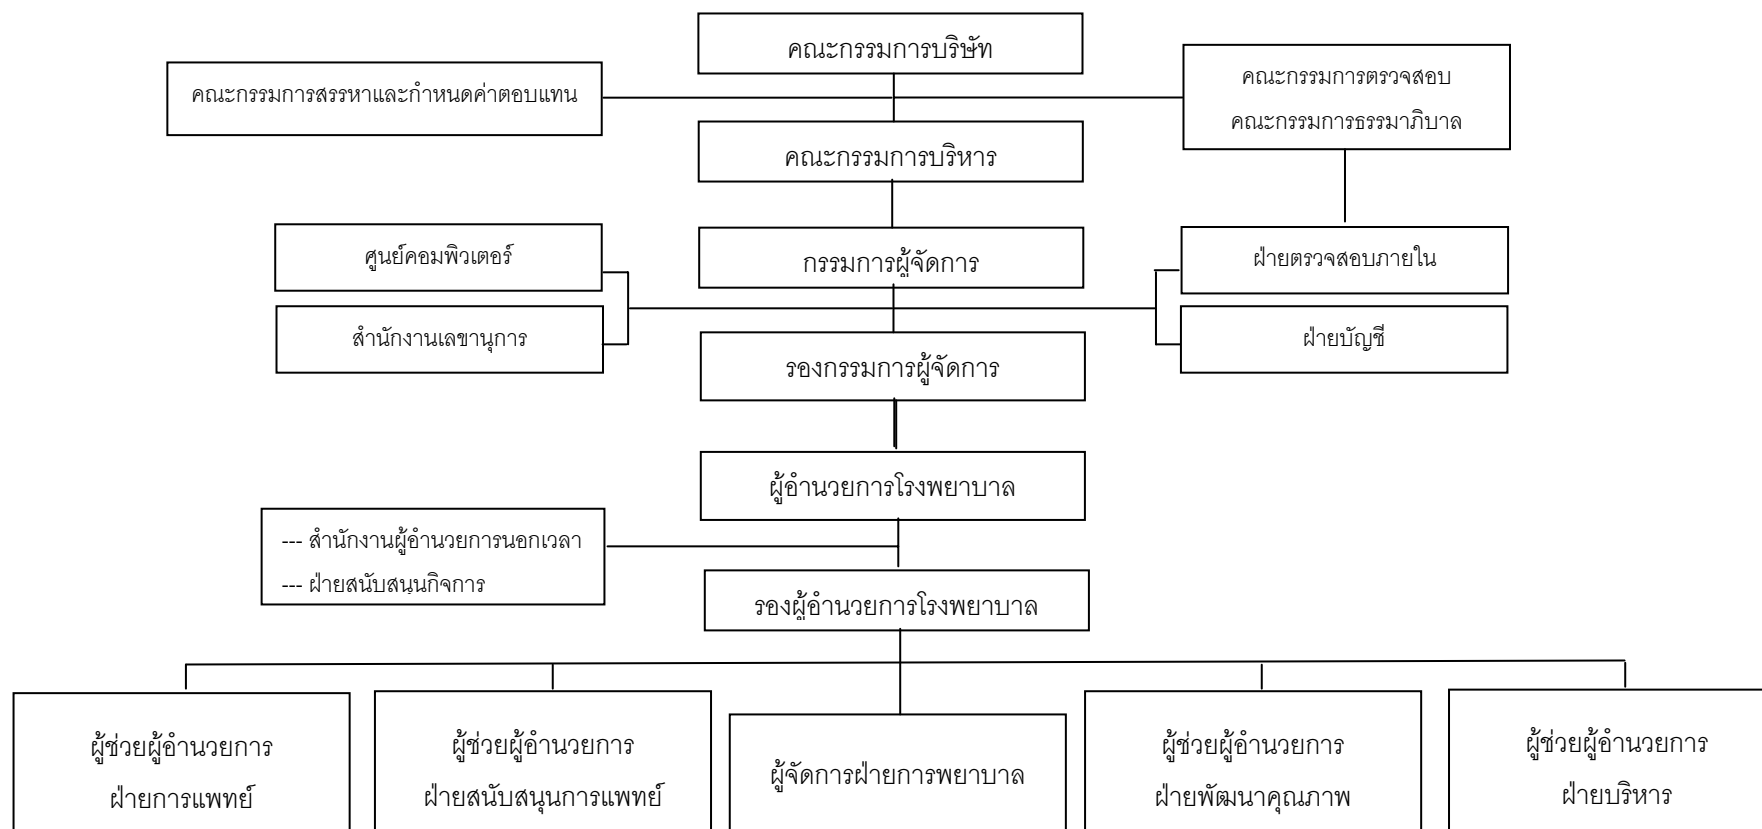 คณะกรรมการบริษัท
คณะกรรมการสรรหาและกำหนดค่าตอบแทน
คณะกรรมการตรวจสอบ
คณะกรรมการธรรมาภิบาล
คณะกรรมการบริหาร
ศูนย์คอมพิวเตอร์
กรรมการผู้จัดการ
ฝ่ายตรวจสอบภายใน
สำนักงานเลขานุการ
ฝ่ายบัญชี
รองกรรมการผู้จัดการ
ผู้อำนวยการโรงพยาบาล
--- สำนักงานผู้อำนวยการนอกเวลา
--- ฝ่ายสนับสนุนกิจการ
รองผู้อำนวยการโรงพยาบาล
ผู้ช่วยผู้อำนวยการ
ฝ่ายการแพทย์
ผู้ช่วยผู้อำนวยการ
ฝ่ายสนับสนุนการแพทย์
ผู้จัดการฝ่ายการพยาบาล
ผู้ช่วยผู้อำนวยการ
ฝ่ายพัฒนาคุณภาพ
ผู้ช่วยผู้อำนวยการ
ฝ่ายบริหาร